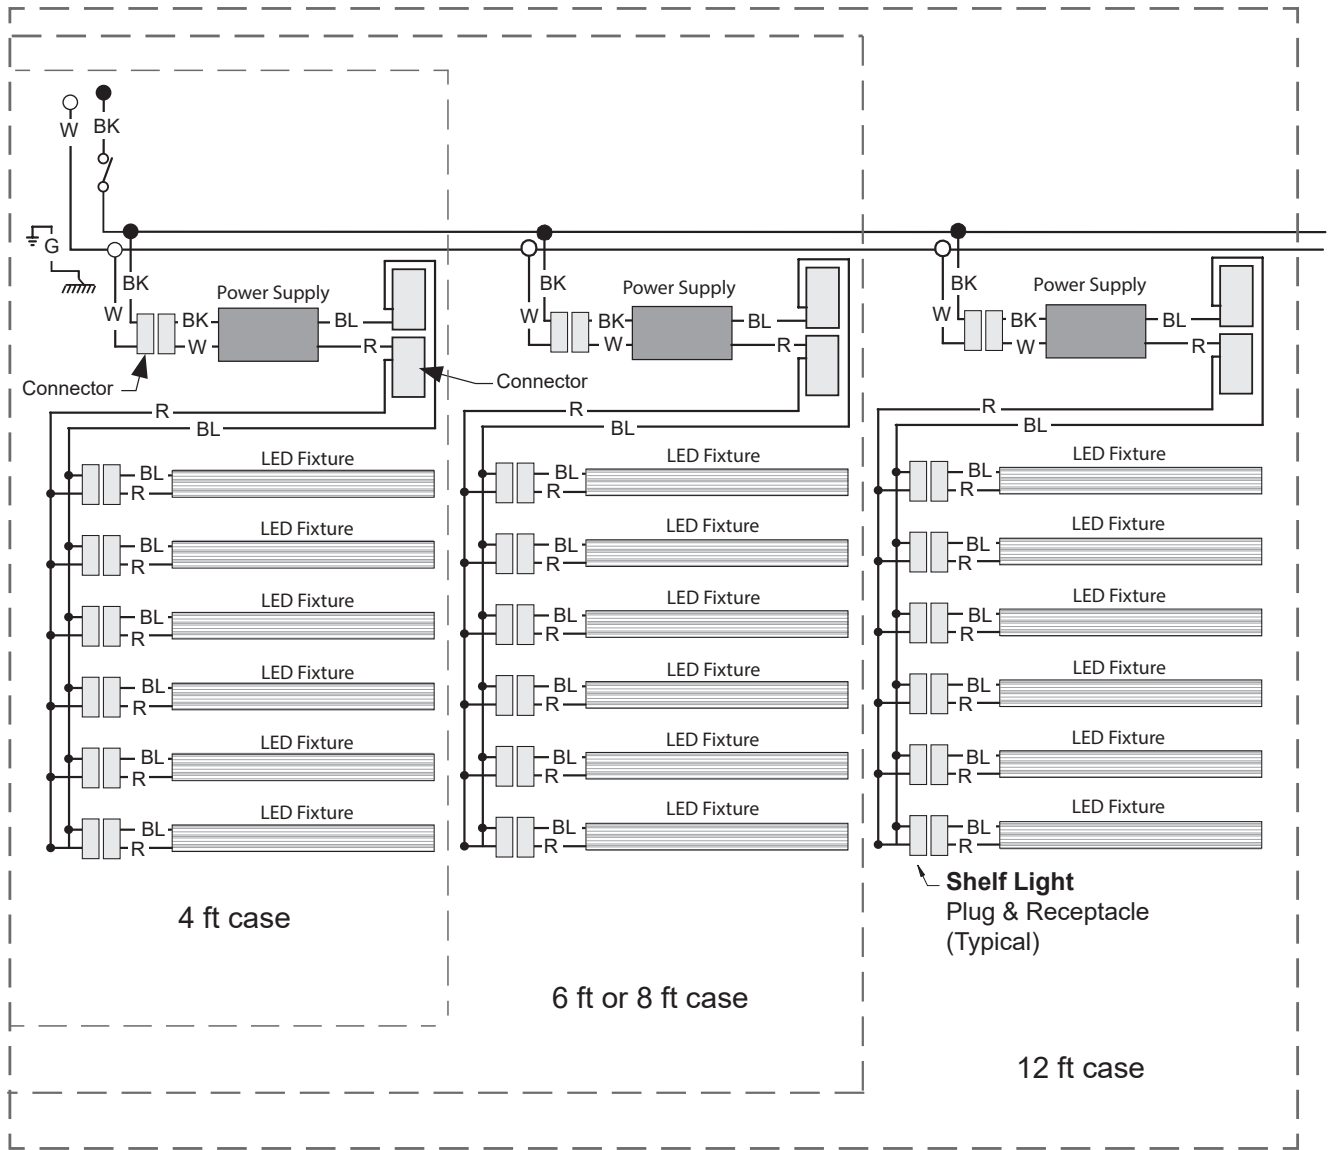 W BK
G
BK BK BK
W W W
Power Supply Power Supply Power Supply
BK BL BK BL BK BL
W R W R W R
Connector Connector
R R R
BL BL BL
LED Fixture LED Fixture LED Fixture
BL BL BL
R R R
LED Fixture LED Fixture LED Fixture
BL BL BL
R R R
LED Fixture LED Fixture LED Fixture
BL BL BL
R R R
LED Fixture LED Fixture LED Fixture
BL BL BL
R R R
LED Fixture LED Fixture LED Fixture
BL BL BL
R R R
LED Fixture LED Fixture LED Fixture
BL BL BL
R R R
Shelf Light
Plug & Receptacle
(Typical)
4 ft case
6 ft or 8 ft case
12 ft case